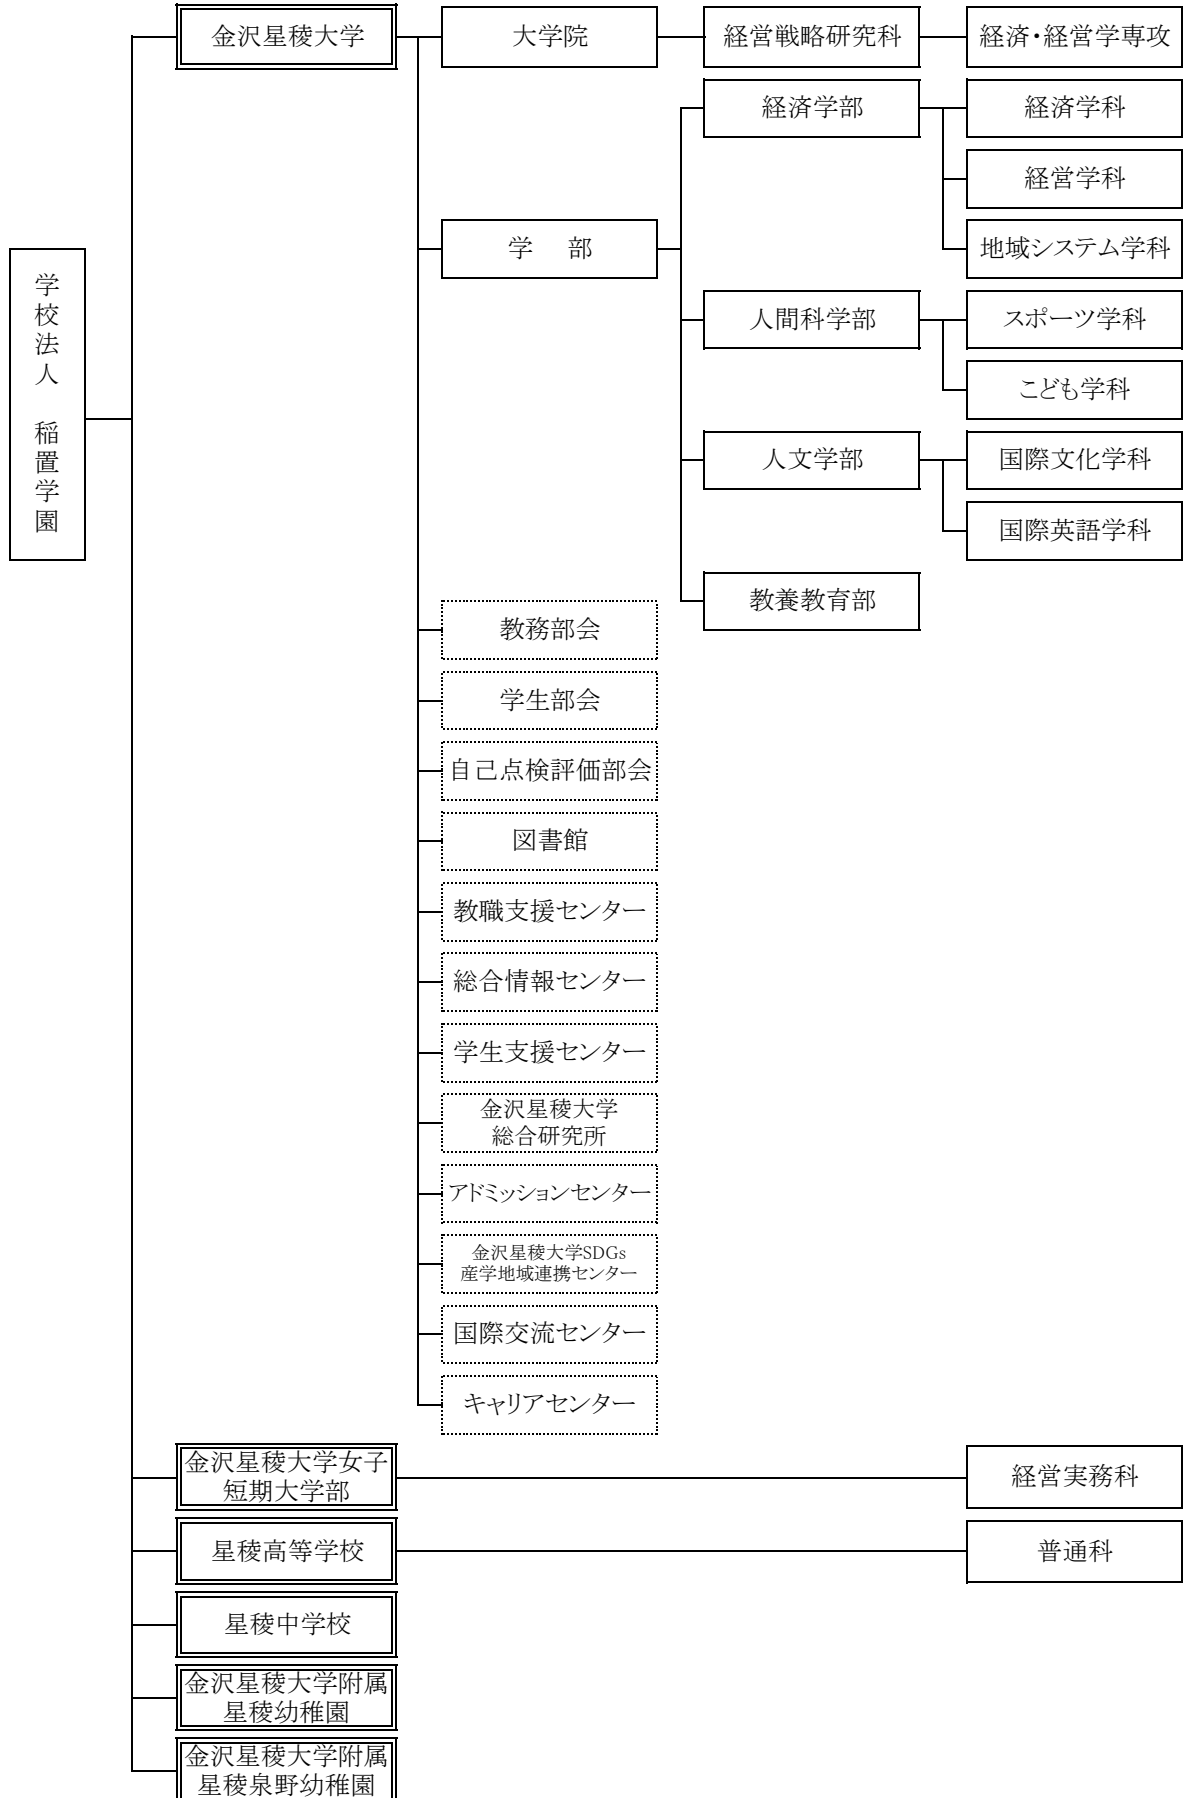 学校法人　稲置学園
金沢星稜大学
大学院
経営戦略研究科
経済・経営学専攻
学　部
経済学部
経済学科
経営学科
地域システム学科
人間科学部
スポーツ学科
こども学科
人文学部
国際文化学科
国際英語学科
教養教育部
教務部会
学生部会
自己点検評価部会
図書館
教職支援センター
総合情報センター
学生支援センター
金沢星稜大学
総合研究所
アドミッションセンター
金沢星稜大学SDGs
産学地域連携センター
国際交流センター
キャリアセンター
金沢星稜大学女子
短期大学部
経営実務科
星稜高等学校
普通科
星稜中学校
金沢星稜大学附属
星稜幼稚園
金沢星稜大学附属
星稜泉野幼稚園